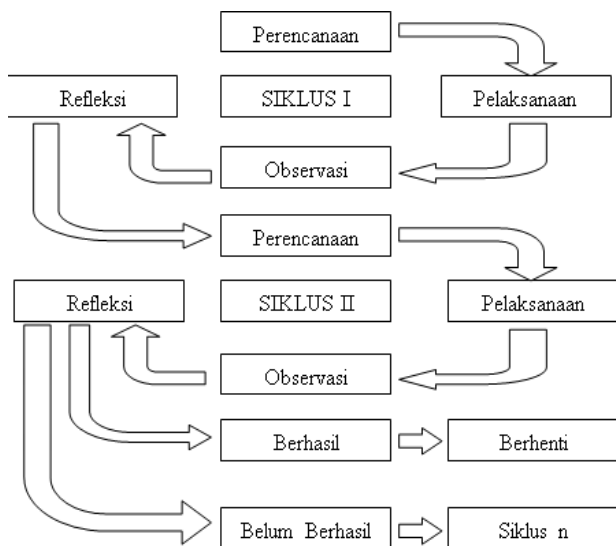 Perencanaan
Refleksi
SIKLUS I
Pelaksanaan
Observasi
Perencanaan
Refleksi
SIKLUS II
Pelaksanaan
Observasi
Berhasil
Berhenti
Belum Berhasil
Siklus n